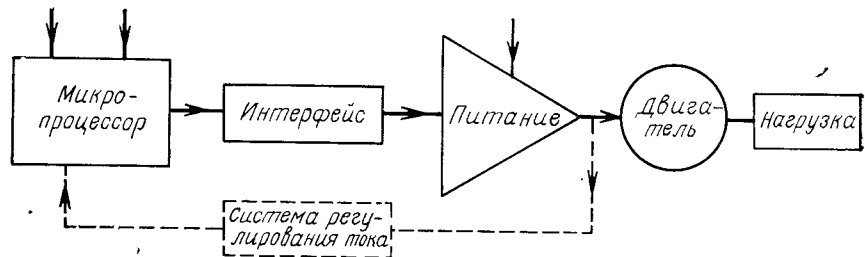 Микро-
процессор
Интерфейс
Питание
Двига-
тель
Нагрузка
Система регу-
лирования тока